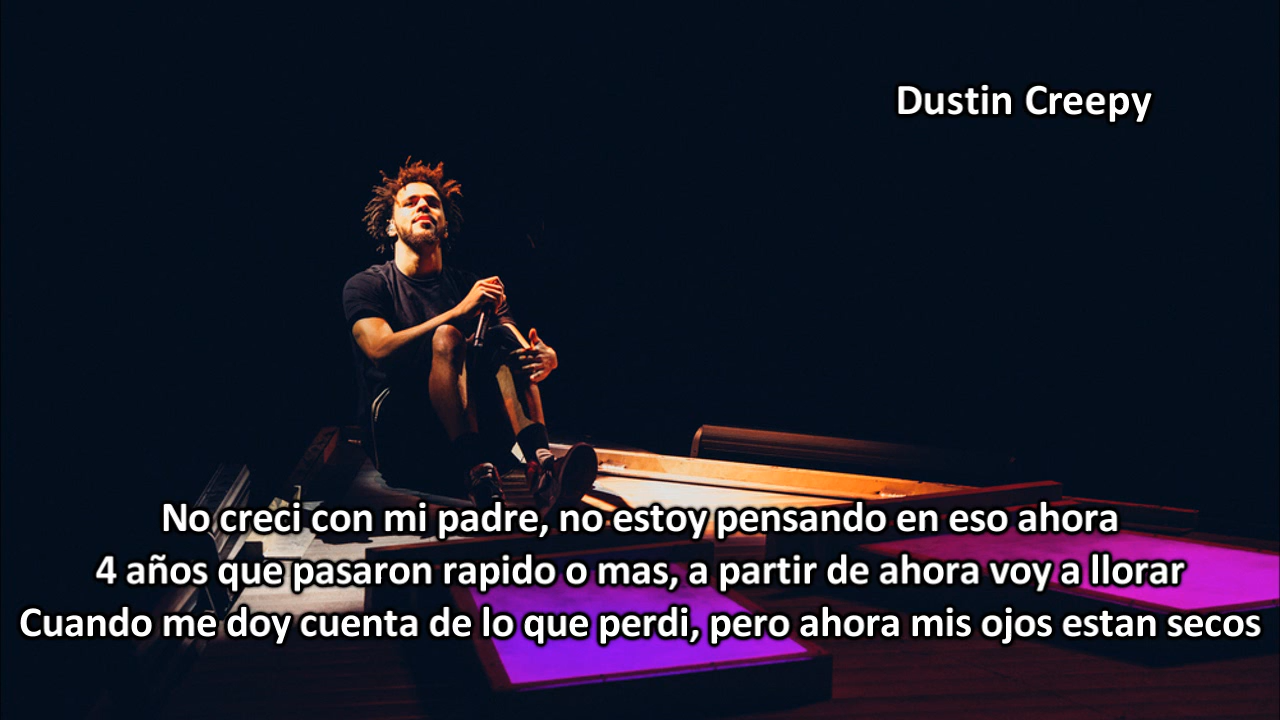 Dustin Creepy
No creci con mi padre, no estoy pensando en eso ahora
4 años que pasaron rapido o mas, a partir de ahora voy a llorar
Cuando me doy cuenta de lo que perdi, pero ahora mis ojos estan secos